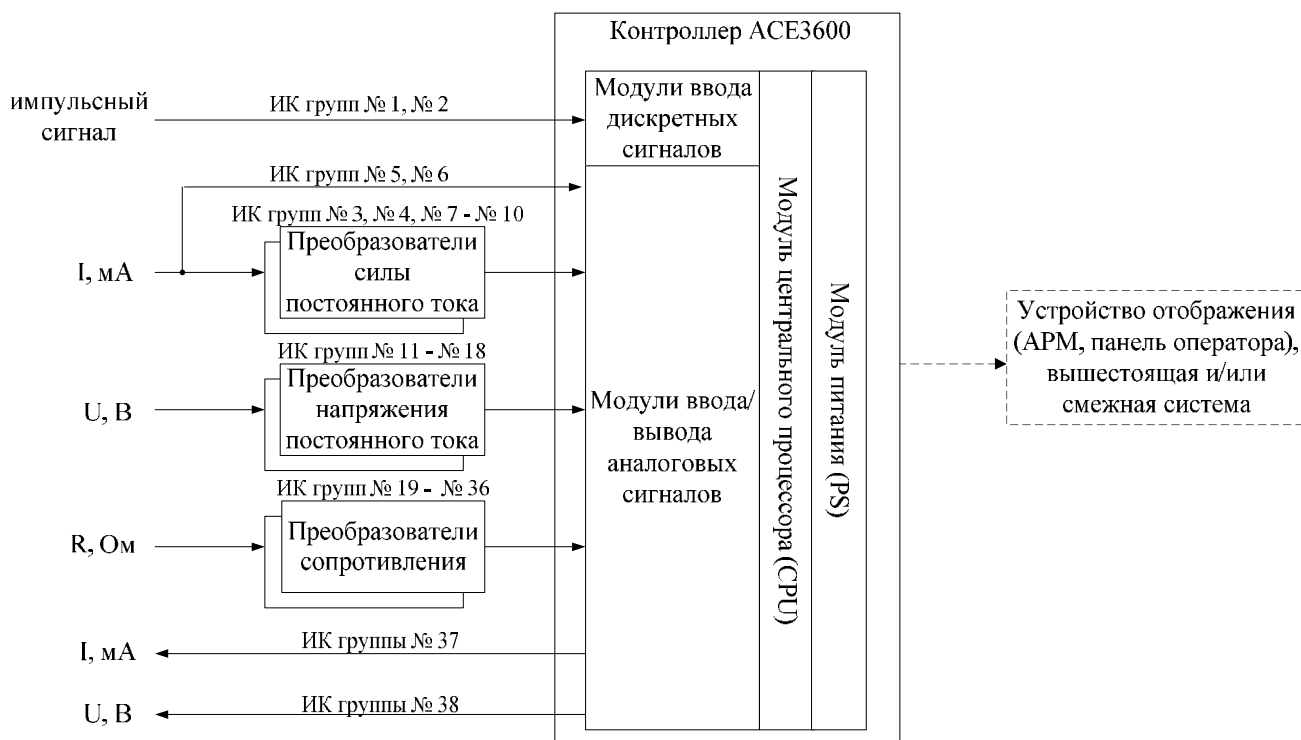 Контроллер ACE3600
импульсный
сигнал
ИК групп № 1, № 2
Модули ввода
дискретных
сигналов
ИК групп № 5, № 6
ИК групп № 3, № 4, № 7 - № 10
I, мА
Преобразователи
силы
постоянного тока
ИК групп № 11 - № 18
U, В
Преобразователи
напряжения
постоянного тока
ИК групп № 19 - № 36
R, Ом
Преобразователи
сопротивления
I, мА
ИК группы № 37
U, В
ИК группы № 38
Модули ввода/
вывода
аналоговых
сигналов
Модуль центрального процессора (CPU)
Модуль питания (PS)
Устройство отображения
(АРМ, панель оператора),
вышестоящая и/или
смежная система